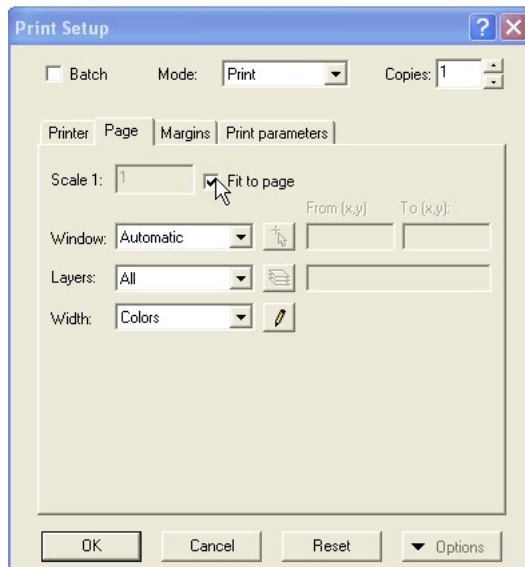 Print Setup
Batch Mode: Print Copies: 1
Printer Page Margins Print parameters
Scale 1: 1 Fit to page
From (x,y) To (x,y):
Window: Automatic
Layers: All
Width: Colors
OK Cancel Reset Options